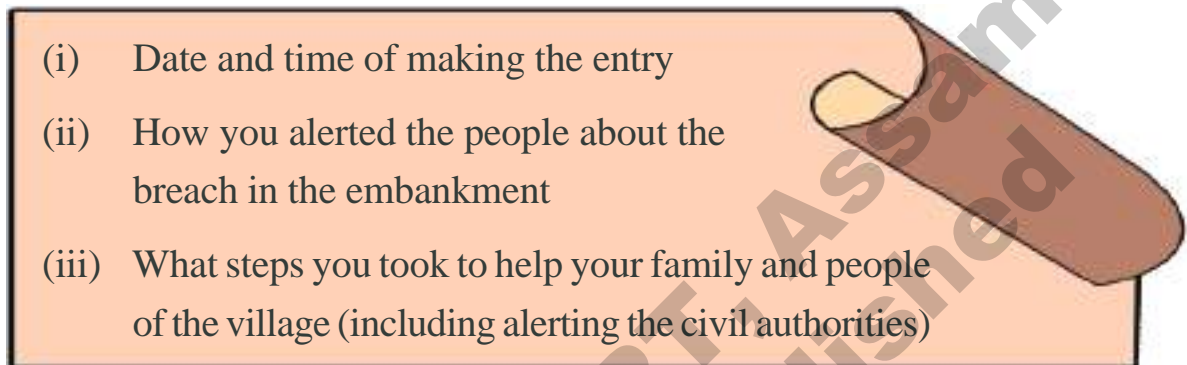 (i) Date and time of making the entry
(ii) How you alerted the people about the
breach in the embankment
(iii) What steps you took to help your family and people
of the village (including alerting the civil authorities)